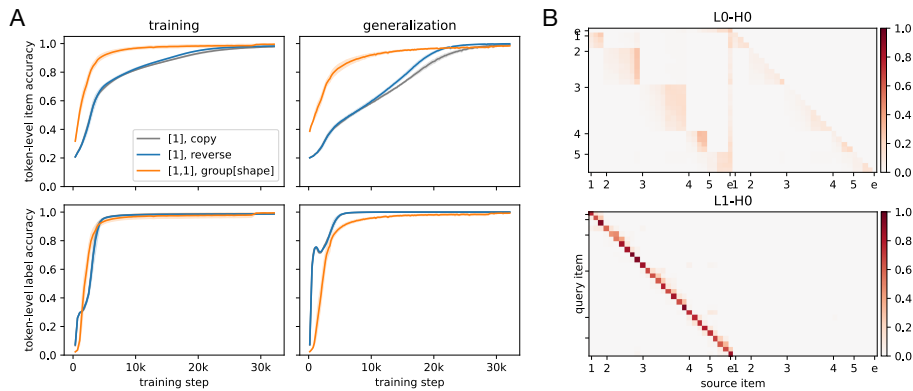 A
training
generalization
B
L0-H0
token-level item accuracy
1.0
0.8
0.6
0.4
0.2
0.0
[1], copy
[1], reverse
[1,1], group[shape]
e
1
2
3
4
5
1 2 3 4 5 e1 2 3 4 5 e
1.0
0.8
0.6
0.4
0.2
0.0
token-level label accuracy
1.0
0.8
0.6
0.4
0.2
0.0
0 10k 20k 30k
0 10k 20k 30k
training step
training step
L1-H0
query item
1 2 3 4 5 e1 2 3 4 5 e
source item
1.0
0.8
0.6
0.4
0.2
0.0